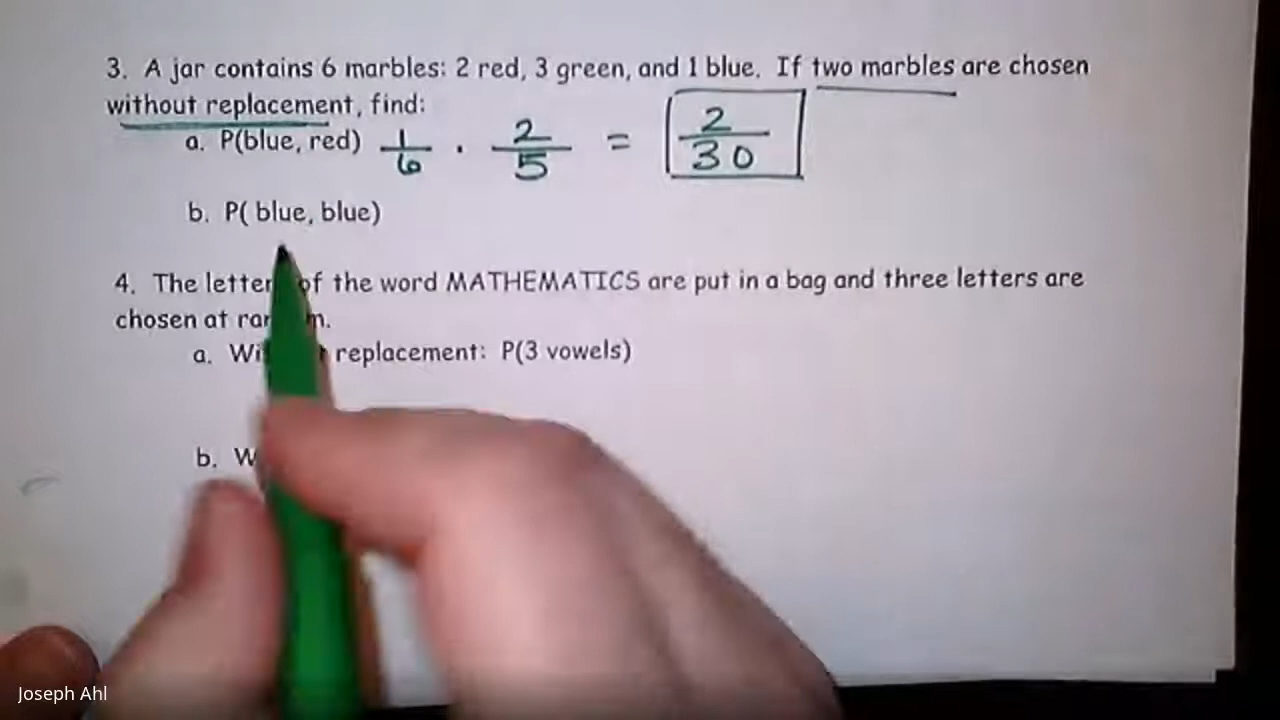 3. A jar contains 6 marbles: 2 red, 3 green, and 1 blue. If two marbles are chosen
without replacement, find:
a. P(blue, red) 1/6 · 2/5 = 2/30
b. P( blue, blue)
4. The letter of the word MATHEMATICS are put in a bag and three letters are
chosen at
a. replacement: P(3 vowels)
b.
Joseph Ahl